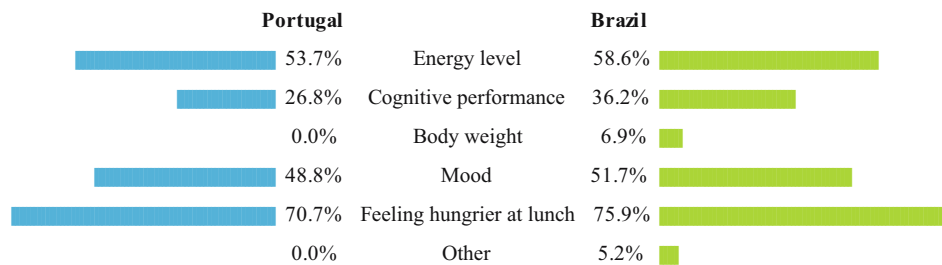 Portugal Brazil
53.7% Energy level 58.6%
26.8% Cognitive performance 36.2%
0.0% Body weight 6.9%
48.8% Mood 51.7%
70.7% Feeling hungrier at lunch 75.9%
0.0% Other 5.2%